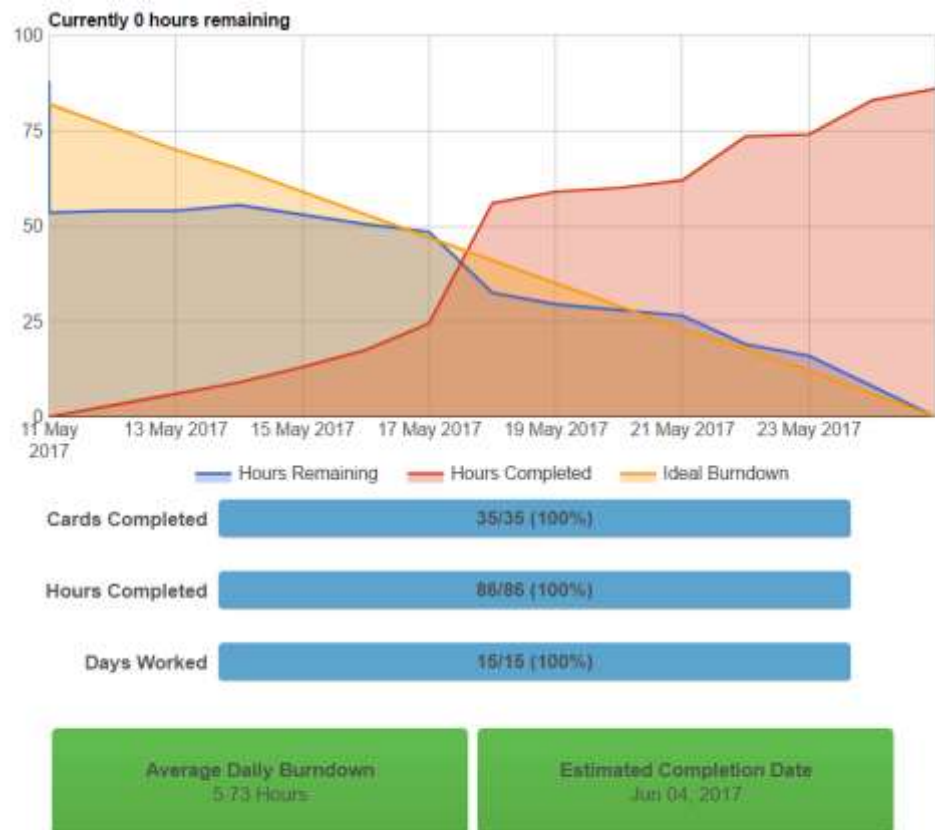 Currently 0 hours remaining
100
75
50
25
0
11 May 2017
13 May 2017
15 May 2017
17 May 2017
19 May 2017
21 May 2017
23 May 2017
Hours Remaining
Hours Completed
Ideal Burndown
Cards Completed
35/35 (100%)
Hours Completed
86/86 (100%)
Days Worked
15/15 (100%)
Average Daily Burndown
5.73 Hours
Estimated Completion Date
Jun 04, 2017